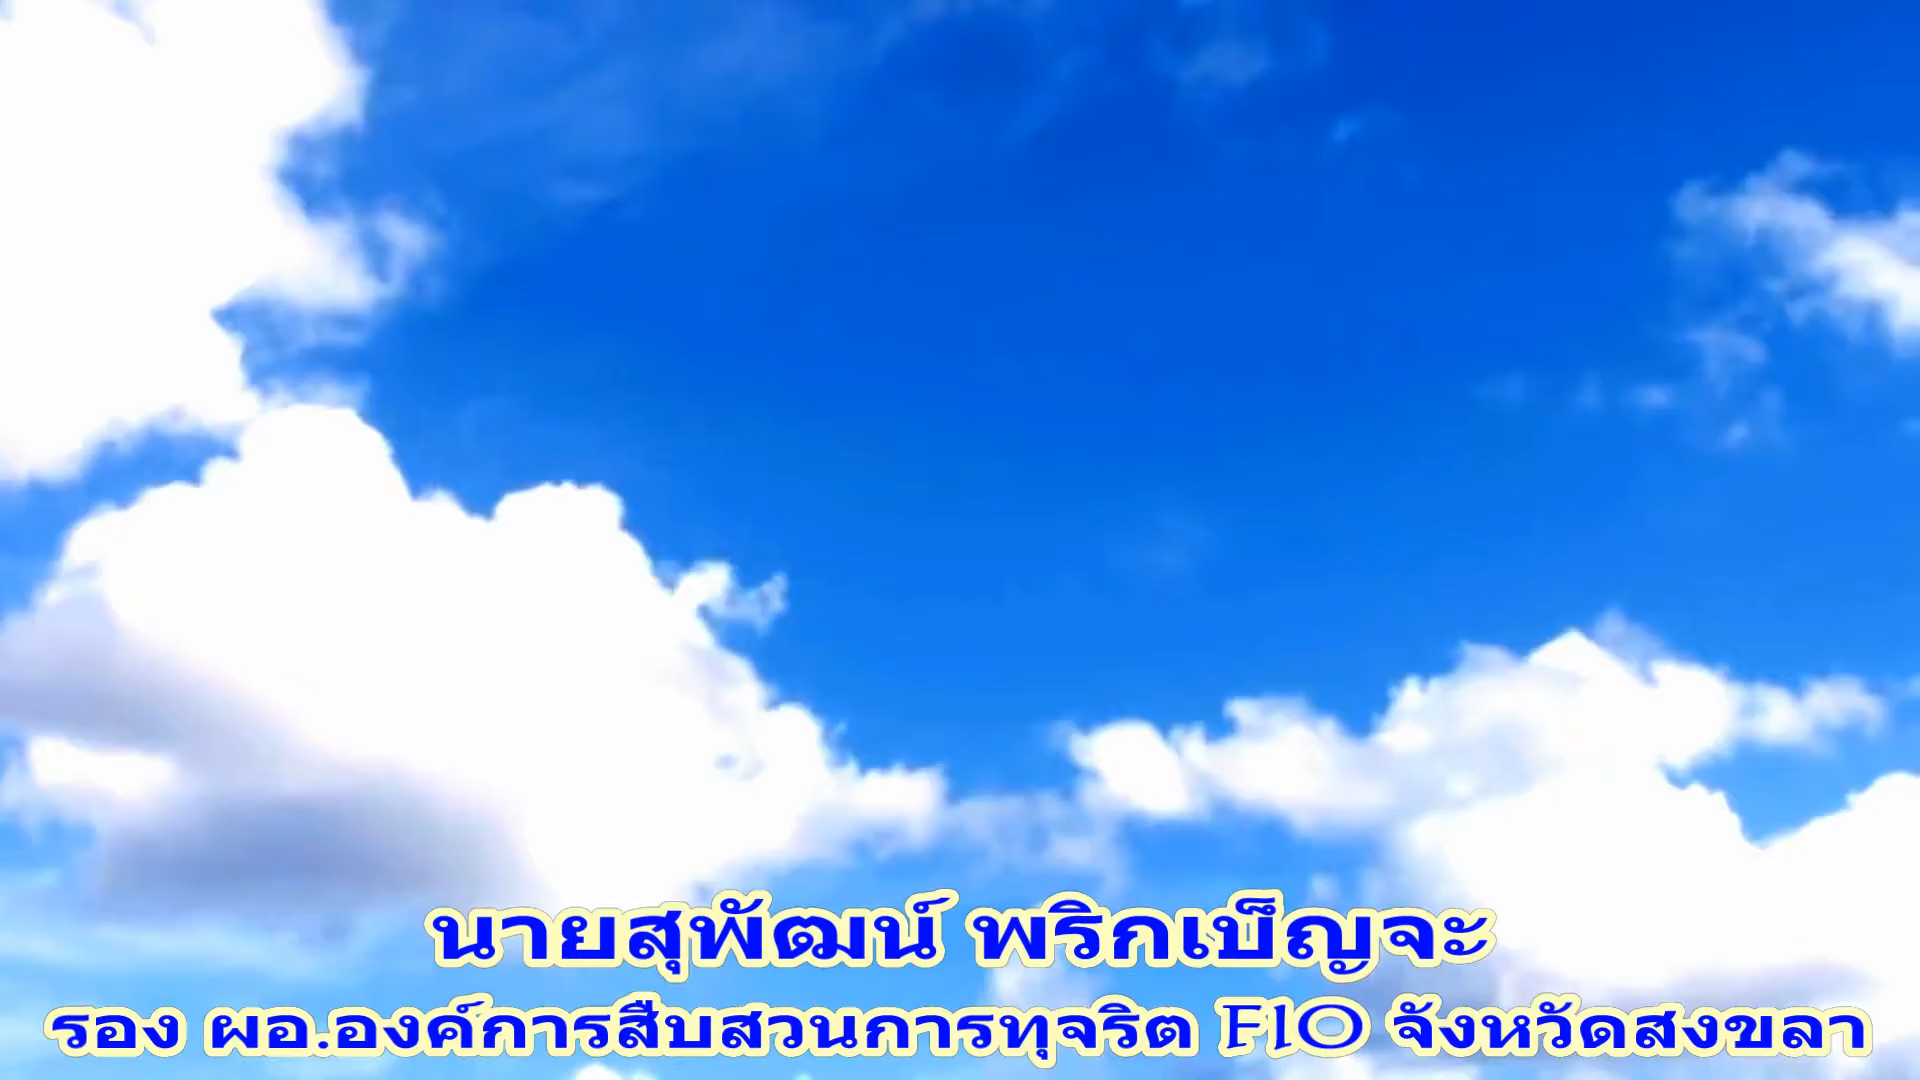 นายสุพัฒน์ พริกเบ็ญจะ
รอง ผอ.องค์การสืบสวนการทุจริต F10 จังหวัดสงขลา